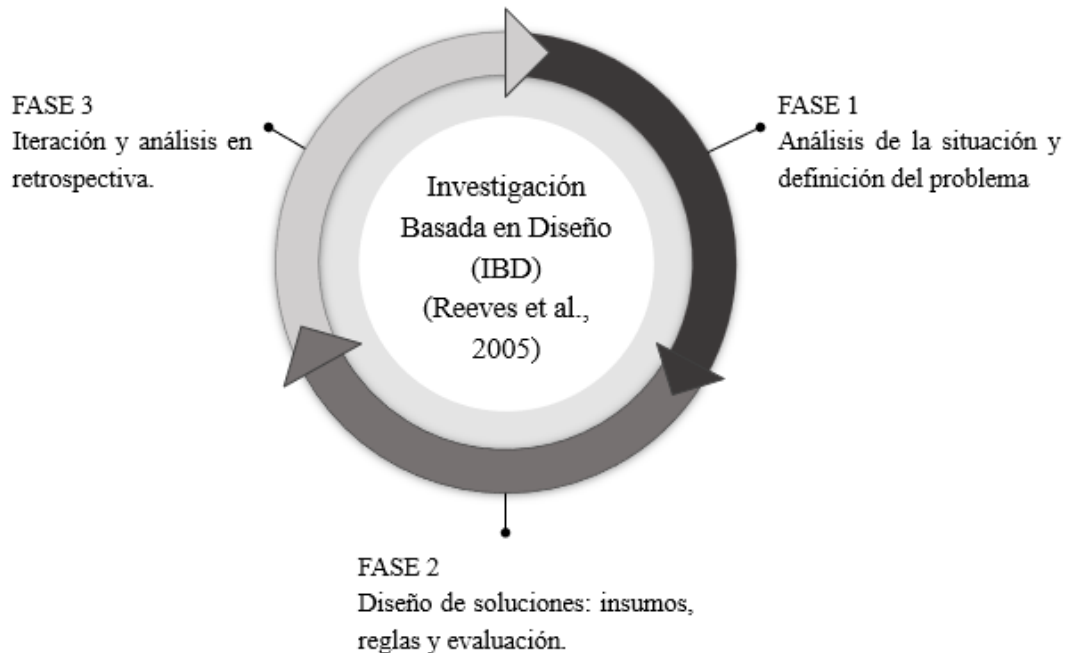 FASE 3
Iteración y análisis en
retrospectiva.
FASE 1
Análisis de la situación y
definición del problema
Investigación
Basada en Diseño
(IBD)
(Reeves et al.,
2005)
FASE 2
Diseño de soluciones: insumos,
reglas y evaluación.